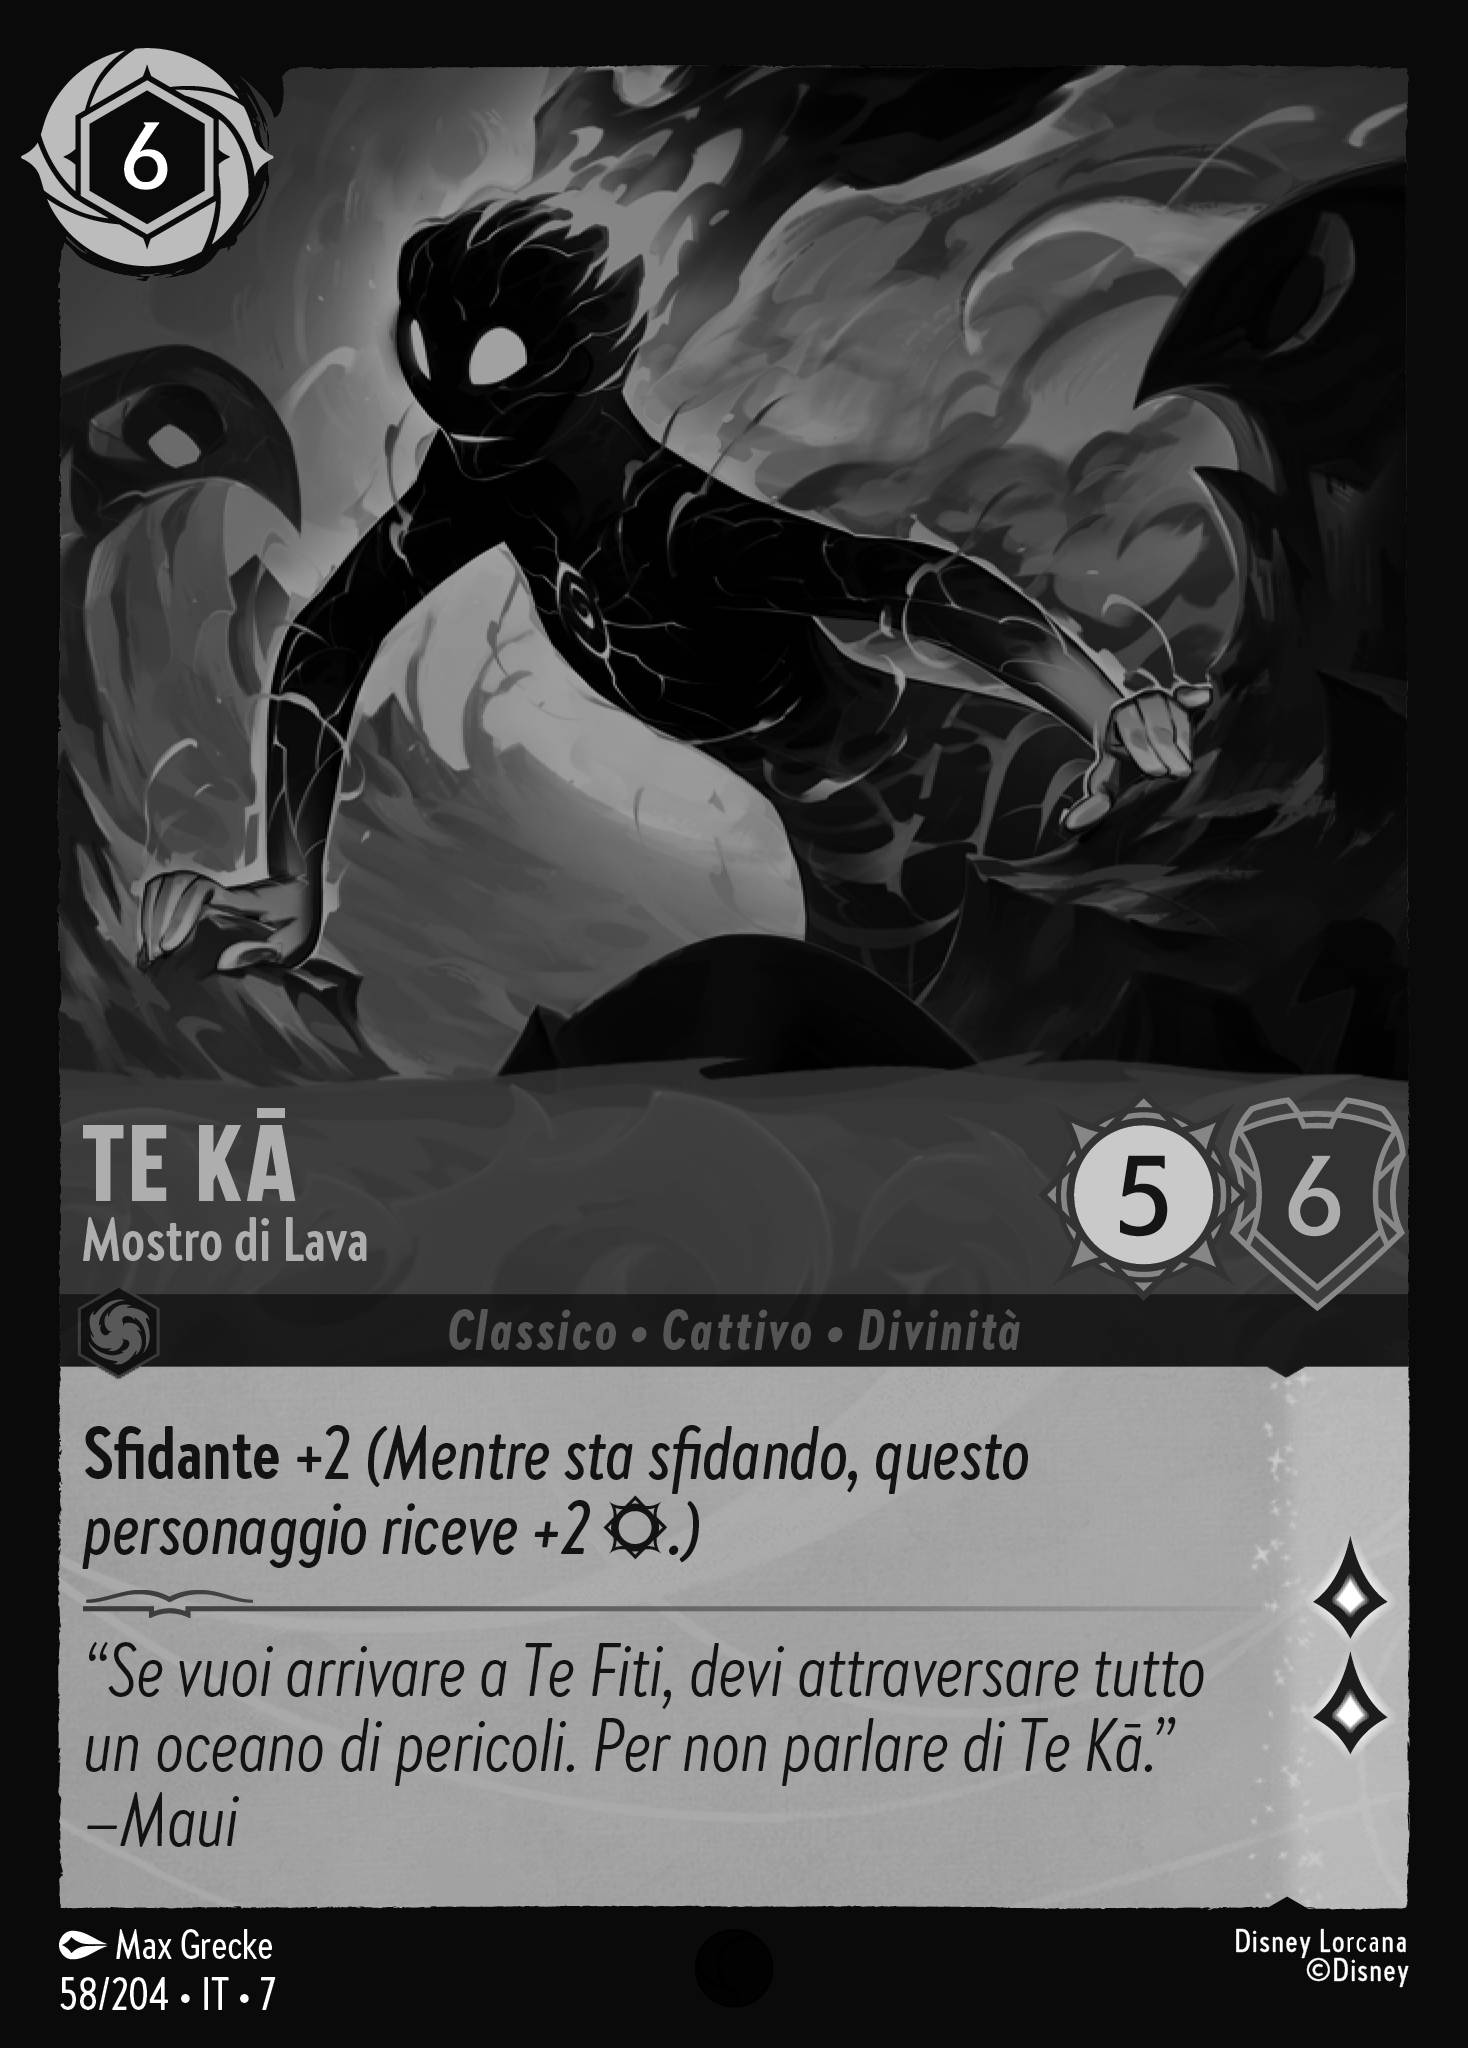 6
TE KĀ
Mostro di Lava
5
6
Classico • Cattivo • Divinità
Sfidante +2 (Mentre sta sfidando, questo
personaggio riceve +2 .)
“Se vuoi arrivare a Te Fiti, devi attraversare tutto
un oceano di pericoli. Per non parlare di Te Kā.”
–Maui
Max Grecke
58/204 • IT • 7
Disney Lorcana
©Disney